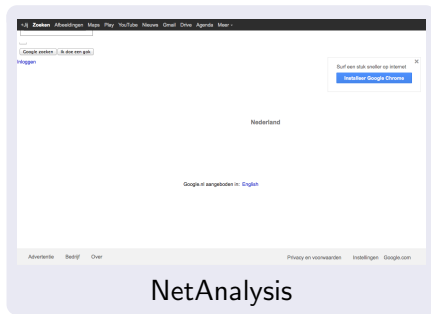 +Jij Zoeken Afbeeldingen Maps Play YouTube Nieuws Gmail Drive Agenda Meer
Google zoeken Ik doe een gok
Inloggen
Surf een stuk sneller op internet
Installeer Google Chrome
Nederland
Google.nl aangeboden in: English
Advertentie Bedrijf Over Privacy en voorwaarden Instellingen Google.com
NetAnalysis